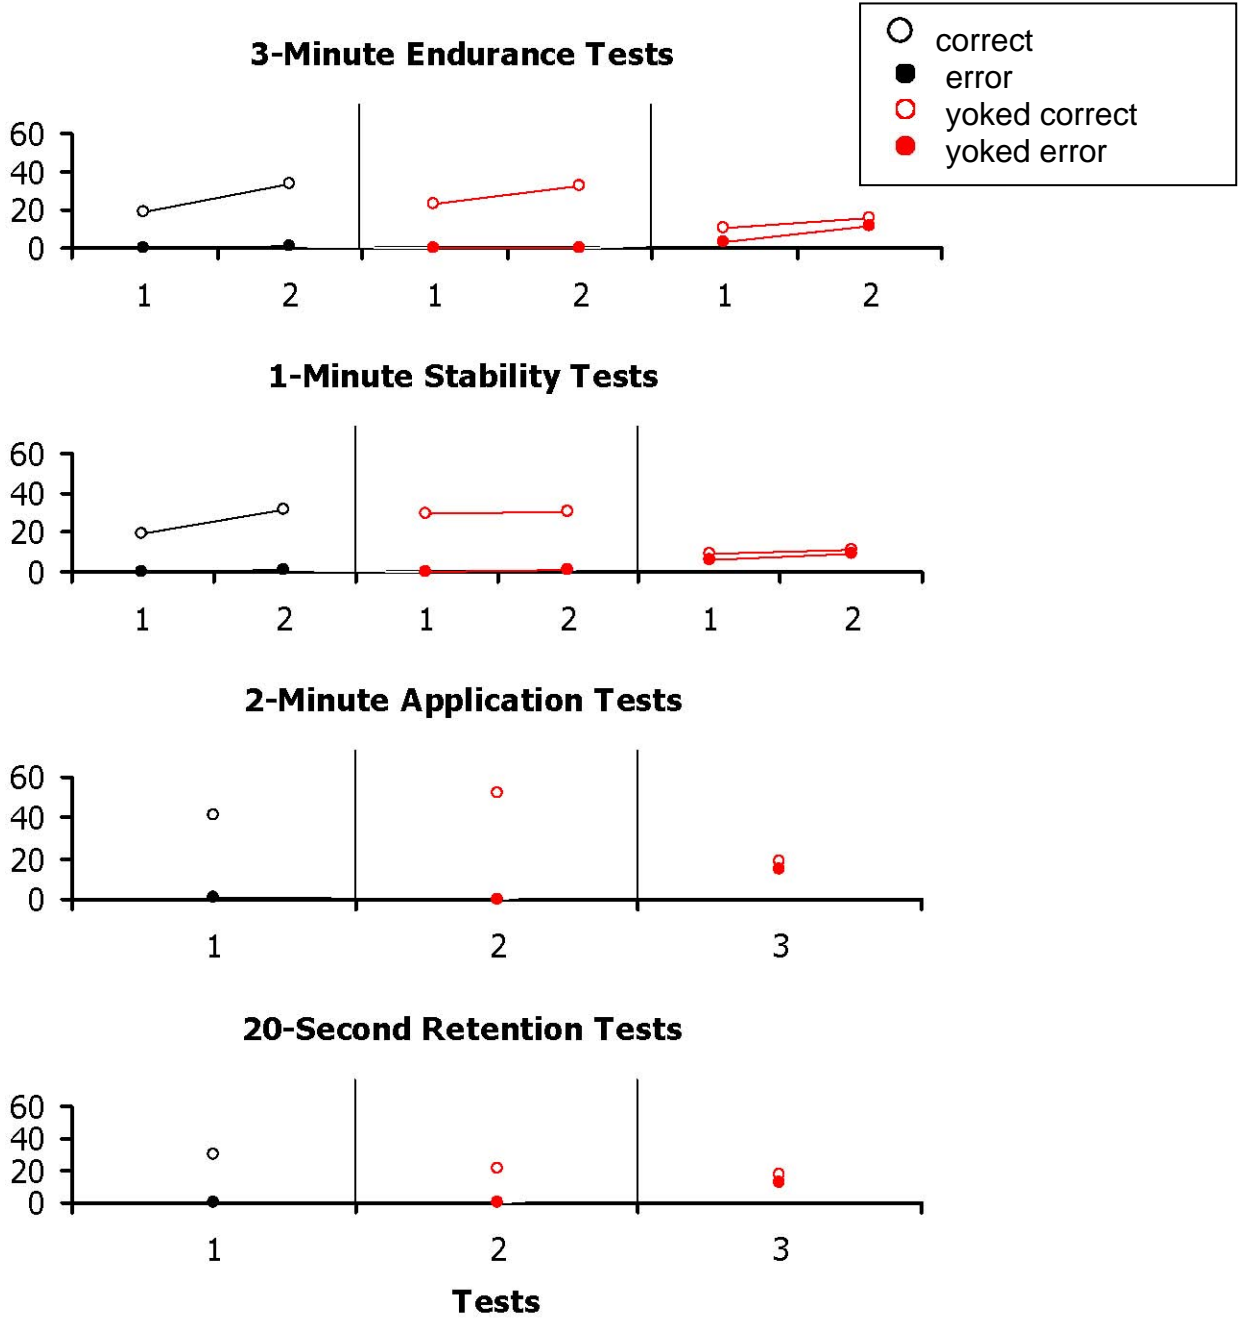 correct
error
yoked correct
yoked error
3-Minute Endurance Tests
60
40
20
0
1 2 1 2 1 2
1-Minute Stability Tests
60
40
20
0
1 2 1 2 1 2
2-Minute Application Tests
60
40
20
0
1 2 3
20-Second Retention Tests
60
40
20
0
1 2 3
Tests